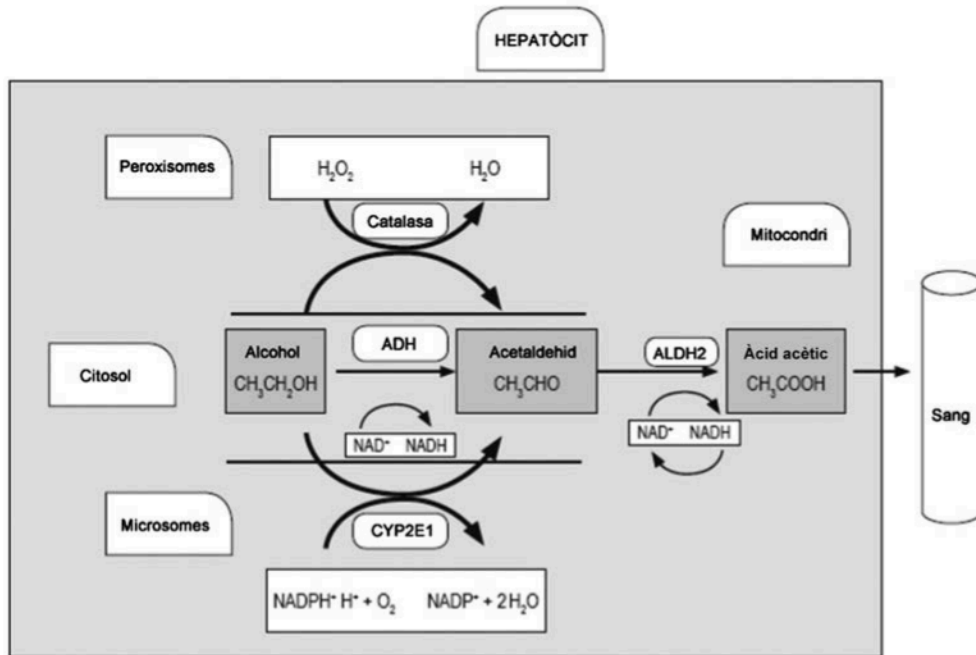 HEPATÒCIT
Peroxisomes
H₂O₂ H₂O
Catalasa
Mitocondri
Citosol
Alcohol
CH₃CH₂OH
ADH
Acetaldehid
CH₃CHO
ALDH2
Àcid acètic
CH₃COOH
Sang
NAD⁺ NADH
NAD⁺ NADH
Microsomes
CYP2E1
NADPH⁺ H⁺ + O₂ NADP⁺ + 2H₂O